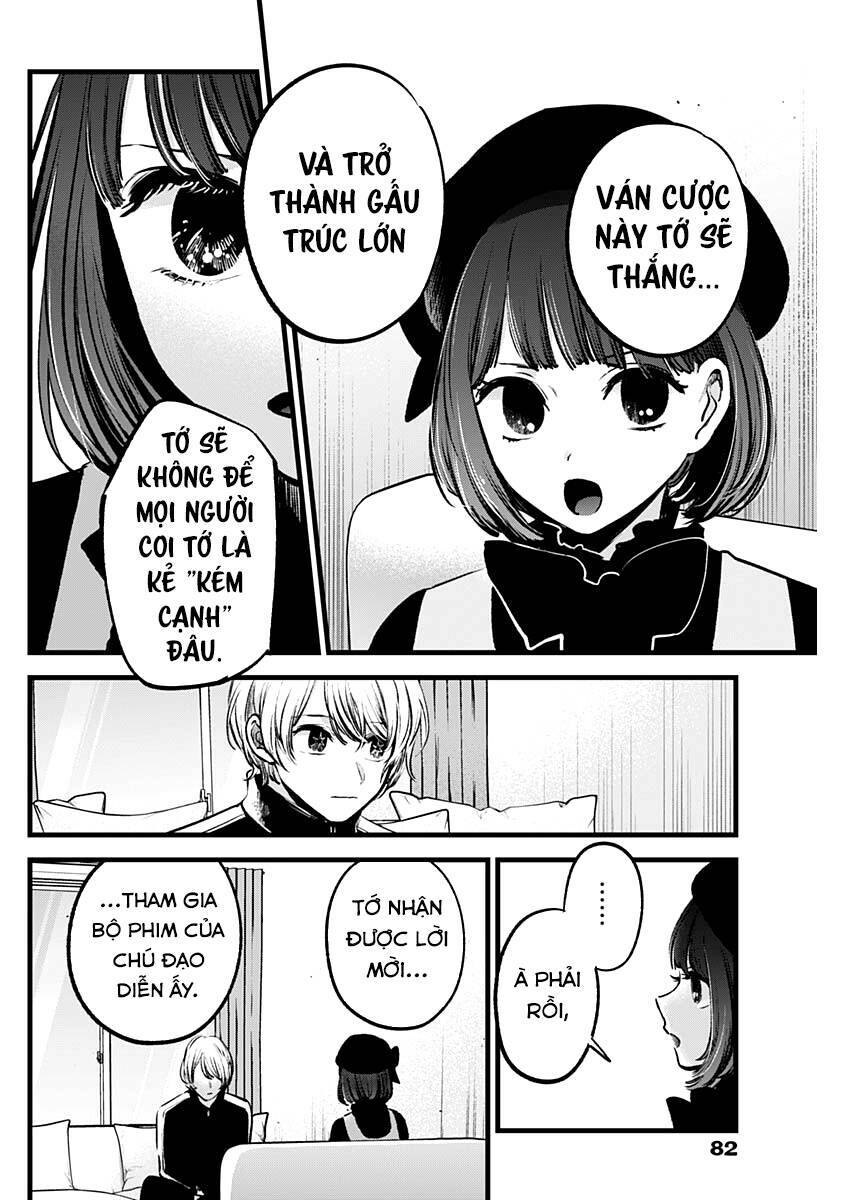 VÁN CƯỢC
NÀY TỚ SẼ
THẮNG...
VÀ TRỞ
THÀNH GẤU
TRÚC LỚN
TỚ SẼ
KHÔNG ĐỂ
MỌI NGƯỜI
COI TỚ LÀ
KẺ "KÉM
CẠNH"
ĐÂU.
......
À PHẢI
RỒI,
TỚ NHẬN
ĐƯỢC LỜI
MỜI...
...THAM GIA
BỘ PHIM CỦA
CHÚ ĐẠO
DIỄN ẤY.
82